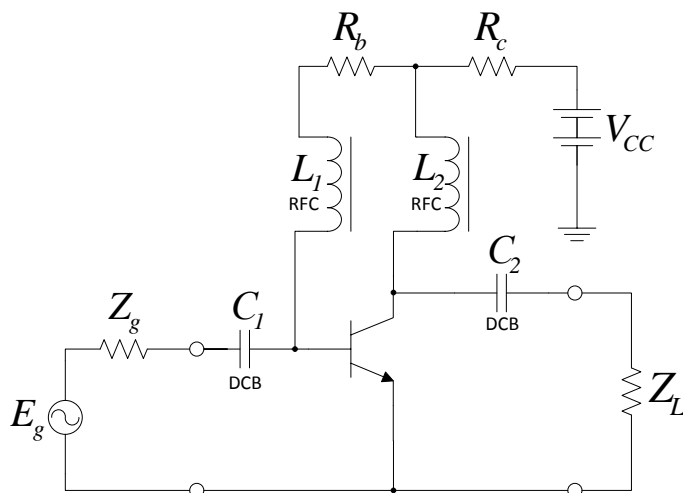 R_b R_c
V_CC
L_1 L_2
RFC RFC
C_2
DCB
C_1
Z_g
DCB
E_g
Z_L